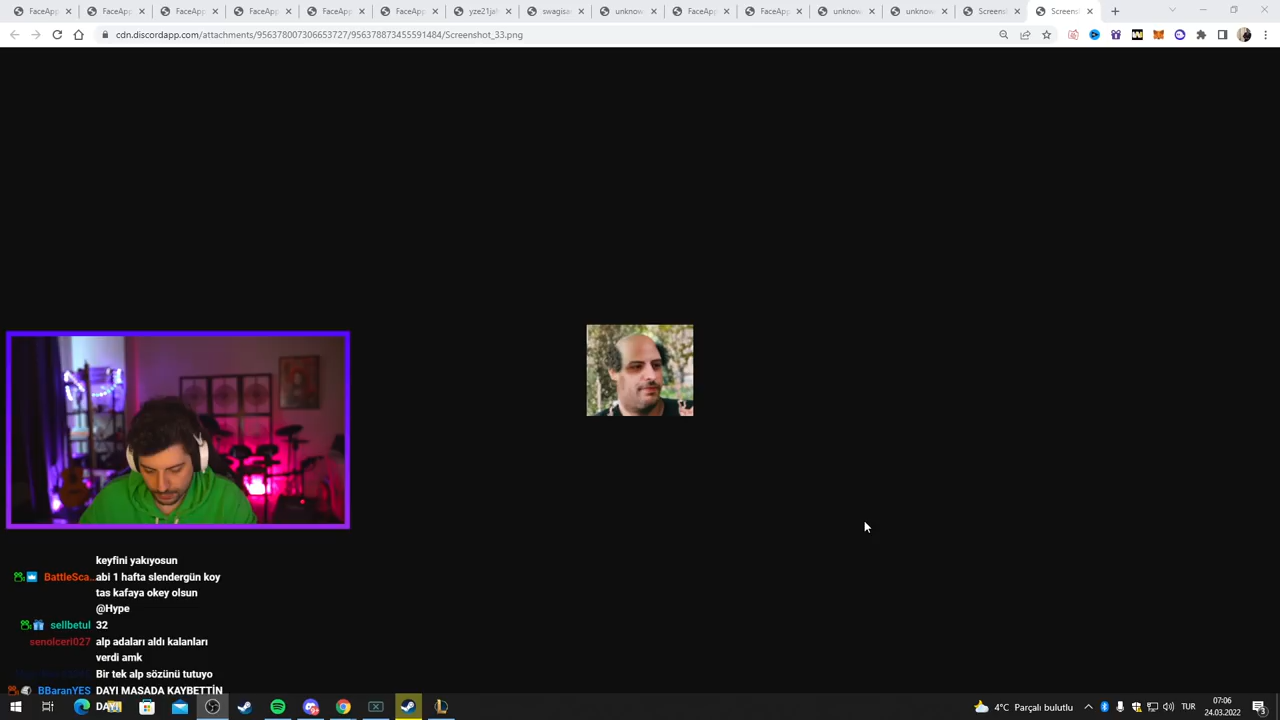 FaceApp
FaceApp
FaceApp
FaceApp
FaceApp
FaceApp
yze21jal
swagisa
unknow
FaceApp
FaceApp
unknow
unknow
Screens
Screens
cdn.discordapp.com/attachments/956378007306653727/956378873455591484/Screenshot_33.png
keyfini yakıyosun
BattleSca... abi 1 hafta slendergün koy
tas kafaya okey olsun
@Hype
sellbetul 32
senolceri027 alp adaları aldı kalanları
verdi amk
Bir tek alp sözünü tutuyo
BBaranYES DAYI MASADA KAYBETTİN
DAYI
4°C Parçalı bulutlu
TUR
07:06
24.03.2022
3